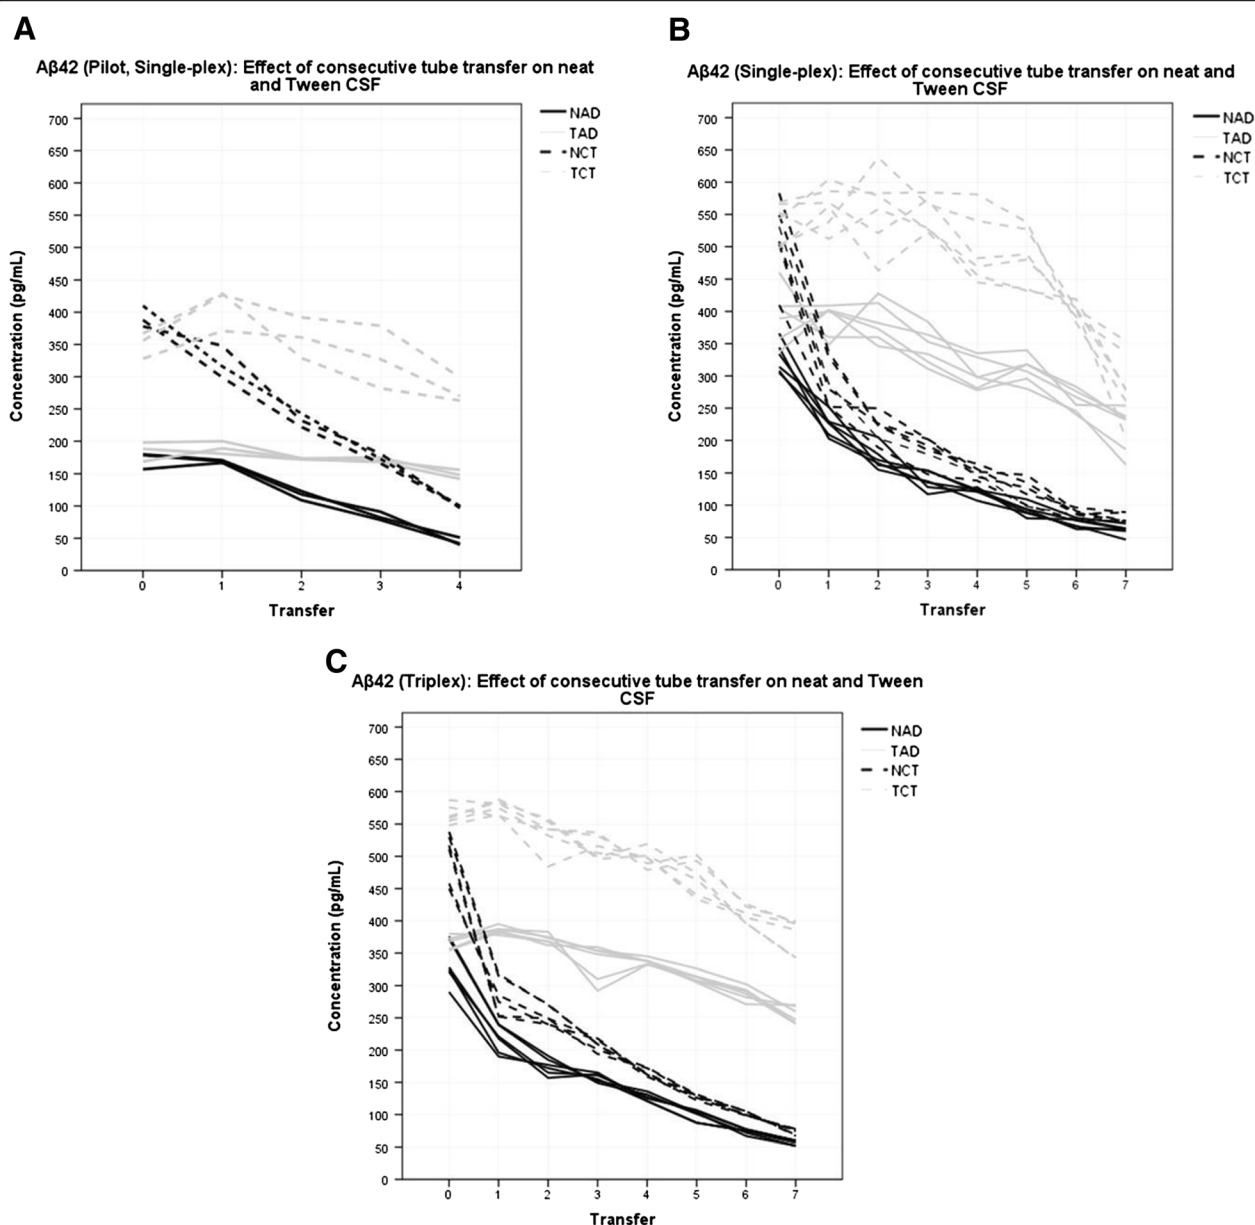 A
Aβ42 (Pilot, Single-plex): Effect of consecutive tube transfer on neat
and Tween CSF
NAD
TAD
NCT
TCT
700
650
600
550
500
450
400
350
300
250
200
150
100
50
0
Concentration (pg/mL)
0 1 2 3 4
Transfer
B
Aβ42 (Single-plex): Effect of consecutive tube transfer on neat and
Tween CSF
NAD
TAD
NCT
TCT
700
650
600
550
500
450
400
350
300
250
200
150
100
50
0
Concentration (pg/mL)
0 1 2 3 4 5 6 7
Transfer
C
Aβ42 (Triplex): Effect of consecutive tube transfer on neat and Tween
CSF
NAD
TAD
NCT
TCT
700
650
600
550
500
450
400
350
300
250
200
150
100
50
0
Concentration (pg/mL)
0 1 2 3 4 5 6 7
Transfer